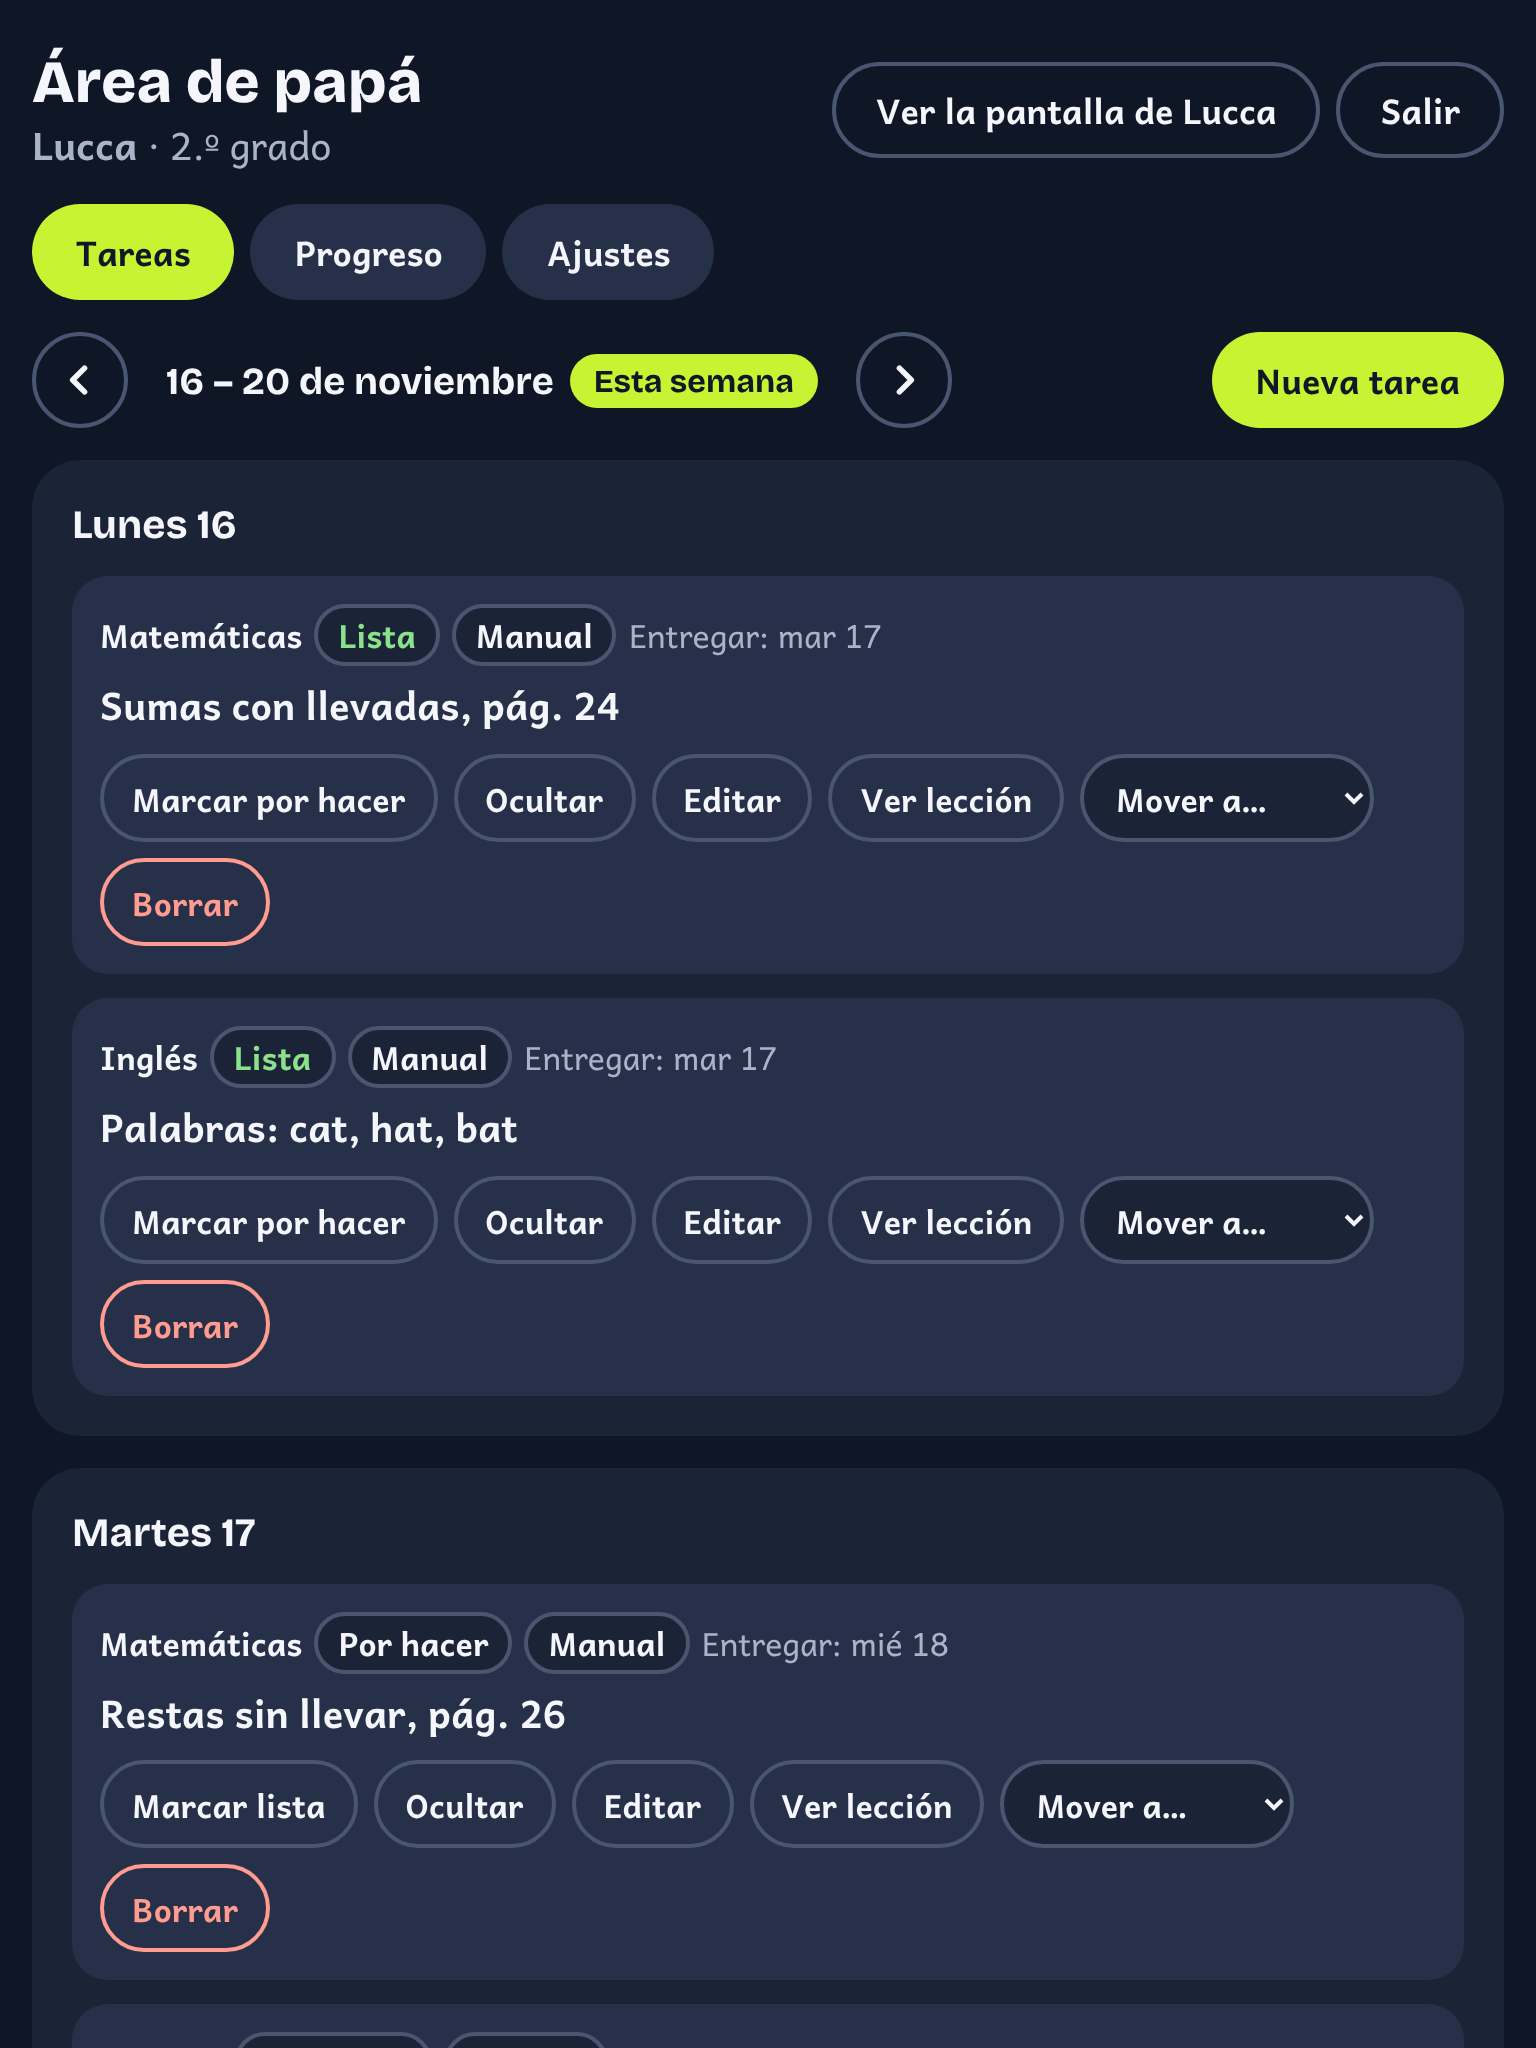 Área de papá
Lucca · 2.º grado
Ver la pantalla de Lucca
Salir
Tareas
Progreso
Ajustes
16 – 20 de noviembre
Esta semana
Nueva tarea
Lunes 16
Matemáticas
Lista
Manual
Entregar: mar 17
Sumas con llevadas, pág. 24
Marcar por hacer
Ocultar
Editar
Ver lección
Mover a...
Borrar
Inglés
Lista
Manual
Entregar: mar 17
Palabras: cat, hat, bat
Marcar por hacer
Ocultar
Editar
Ver lección
Mover a...
Borrar
Martes 17
Matemáticas
Por hacer
Manual
Entregar: mié 18
Restas sin llevar, pág. 26
Marcar lista
Ocultar
Editar
Ver lección
Mover a...
Borrar